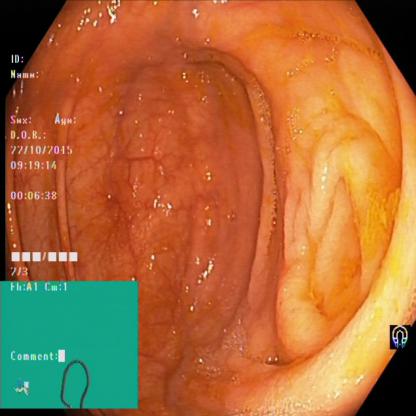 ID:
Name:
Sex: Age:
D.O.B.:
22/10/2015
09:19:14
00:06:38
7/3
Eh:A1 Cm:1
Comment: